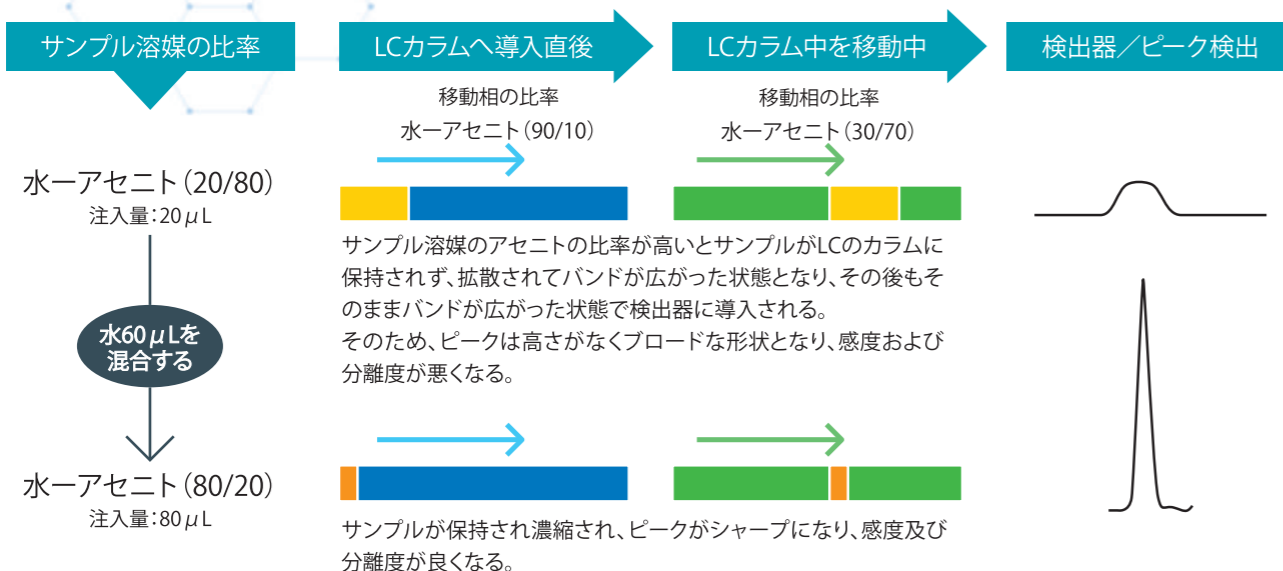 サンプル溶媒の比率
LCカラムへ導入直後
LCカラム中を移動中
検出器／ピーク検出
移動相の比率
水ーアセニト（90/10）
移動相の比率
水ーアセニト（30/70）
水ーアセニト（20/80）
注入量：20μL
サンプル溶媒のアセニトの比率が高いとサンプルがLCのカラムに
保持されず、拡散されてバンドが広がった状態となり、その後もそ
のままバンドが広がった状態で検出器に導入される。
そのため、ピークは高さがなくブロードな形状となり、感度および
分離度が悪くなる。
水60μLを
混合する
水ーアセニト（80/20）
注入量：80μL
サンプルが保持され濃縮され、ピークがシャープになり、感度及び
分離度が良くなる。